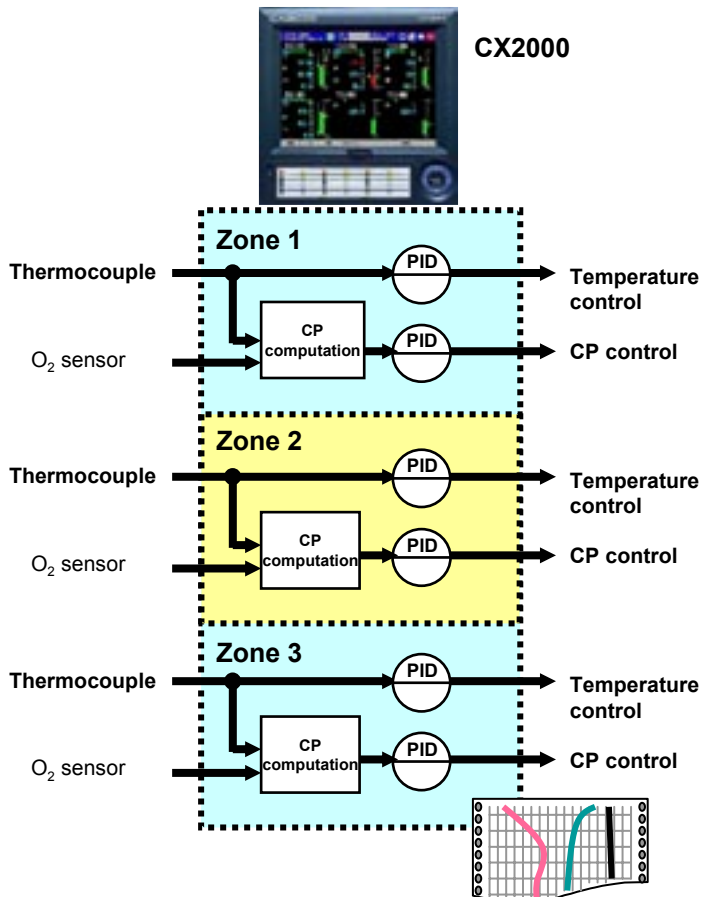 CX2000
Zone 1
Thermocouple
PID
Temperature
control
CP
computation
O₂ sensor
PID
CP control
Zone 2
Thermocouple
PID
Temperature
control
CP
computation
O₂ sensor
PID
CP control
Zone 3
Thermocouple
PID
Temperature
control
CP
computation
O₂ sensor
PID
CP control